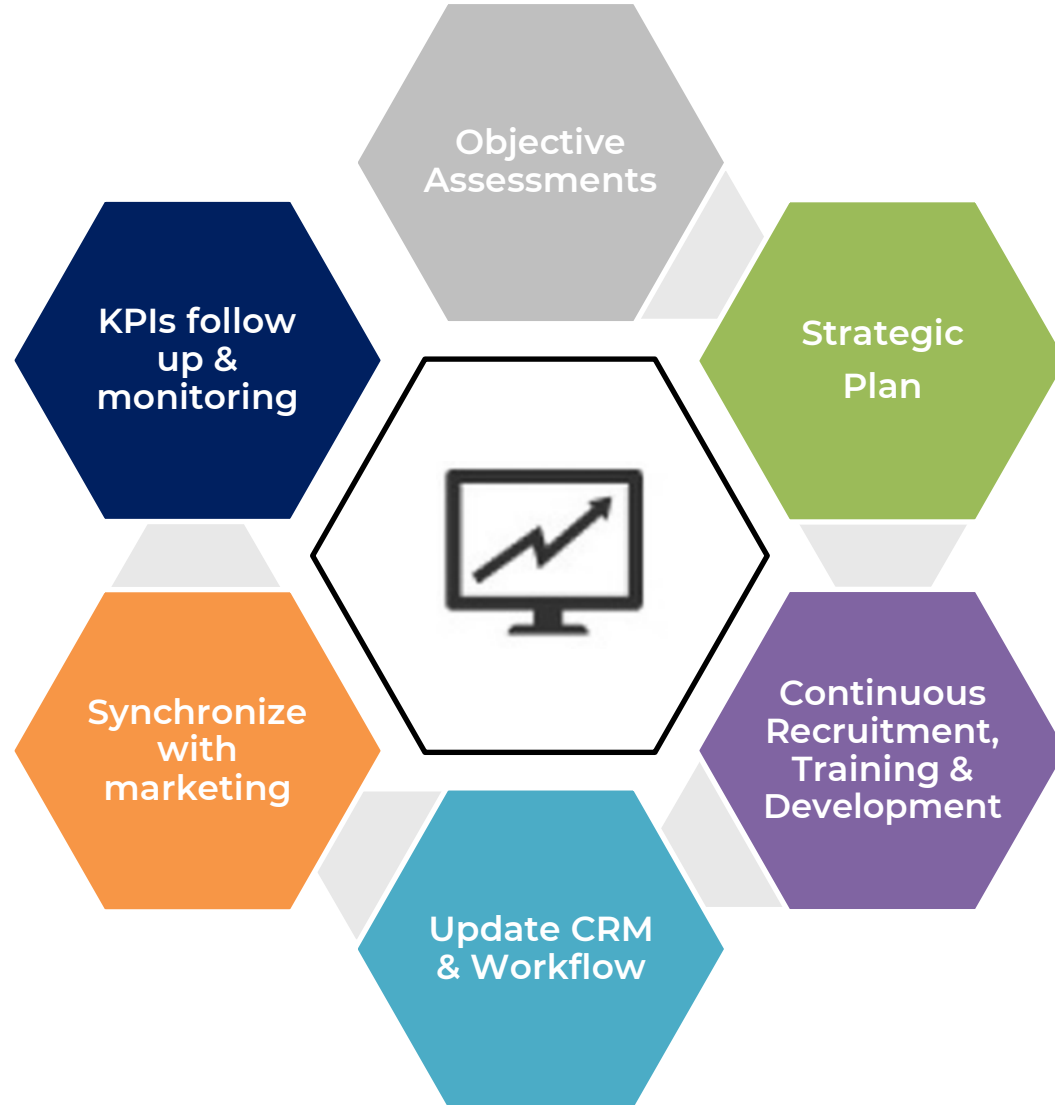 Objective
Assessments
Strategic
Plan
Continuous
Recruitment,
Training &
Development
Update CRM
& Workflow
Synchronize
with
marketing
KPIs follow
up &
monitoring